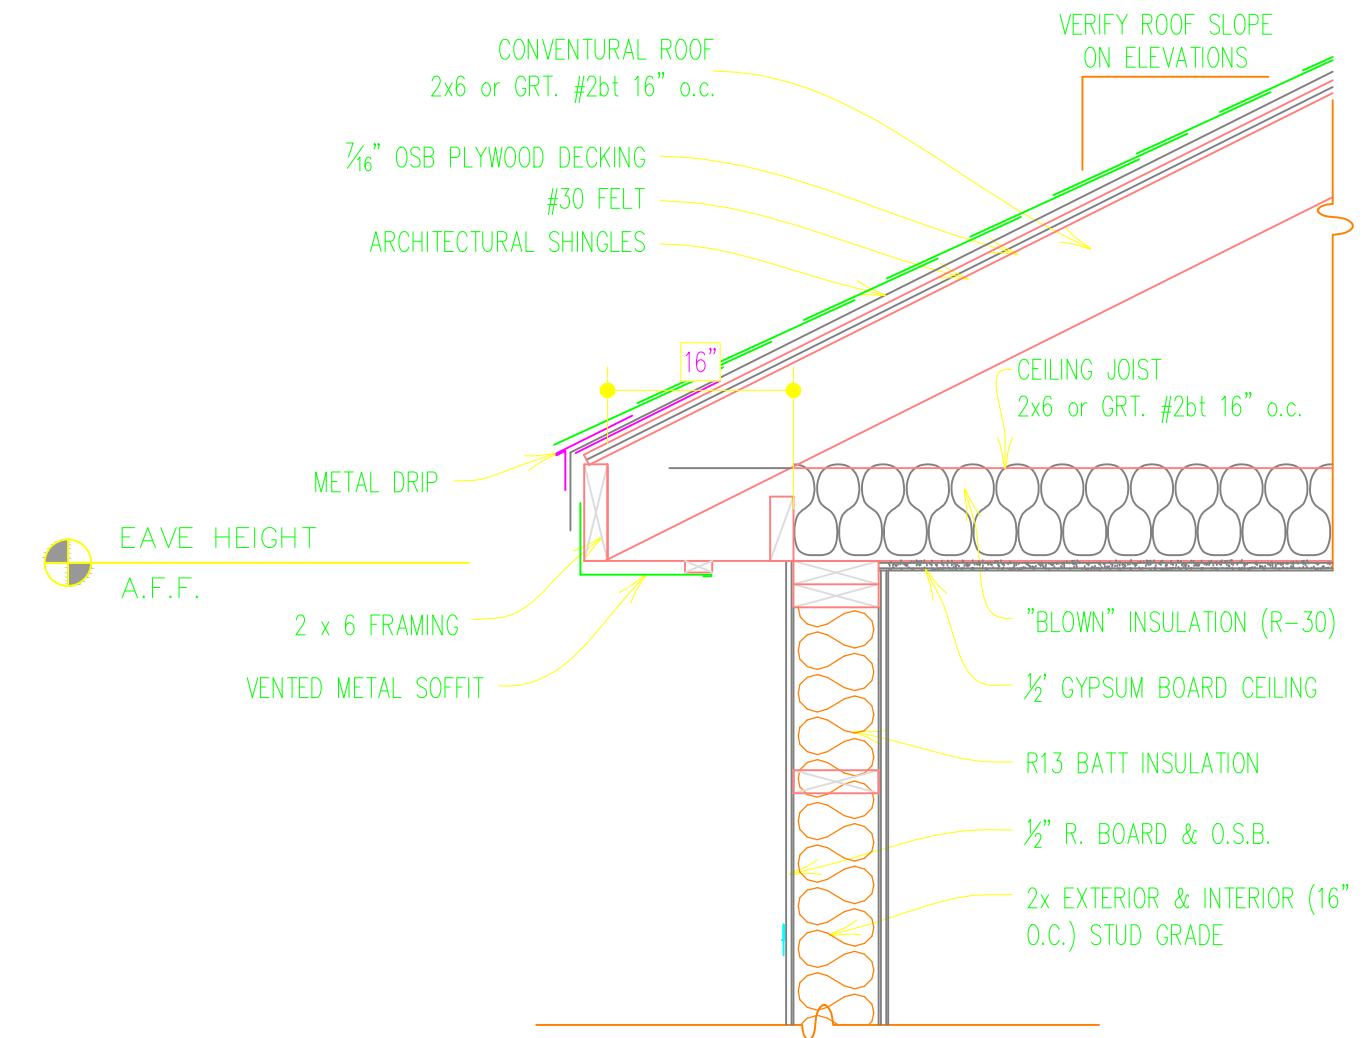 VERIFY ROOF SLOPE
ON ELEVATIONS
CONVENTURAL ROOF
2x6 or GRT. #2bt 16" o.c.
7/16" OSB PLYWOOD DECKING
#30 FELT
ARCHITECTURAL SHINGLES
16"
CEILING JOIST
2x6 or GRT. #2bt 16" o.c.
METAL DRIP
EAVE HEIGHT
A.F.F.
2 x 6 FRAMING
VENTED METAL SOFFIT
"BLOWN" INSULATION (R-30)
1/2' GYPSUM BOARD CEILING
R13 BATT INSULATION
1/2" R. BOARD & O.S.B.
2x EXTERIOR & INTERIOR (16"
O.C.) STUD GRADE